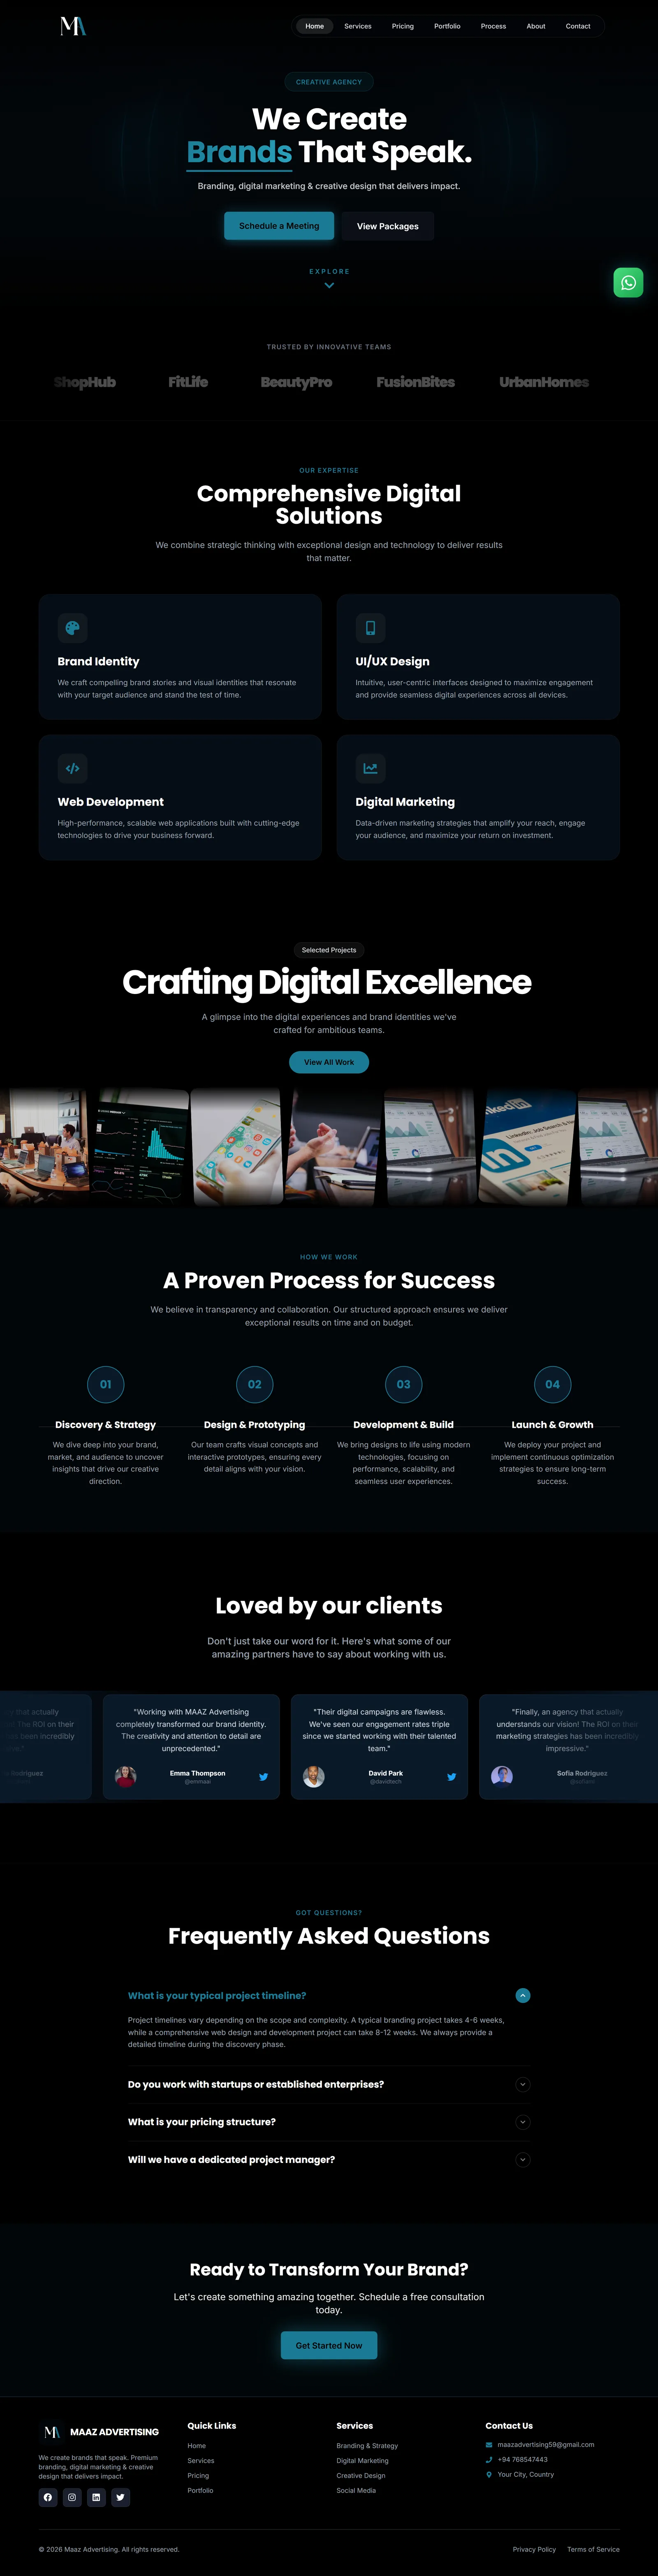 MA
Home
Services
Pricing
Portfolio
Process
About
Contact
CREATIVE AGENCY
We Create
Brands That Speak.
Branding, digital marketing & creative design that delivers impact.
Schedule a Meeting
View Packages
EXPLORE
TRUSTED BY INNOVATIVE TEAMS
ShopHub
FitLife
BeautyPro
FusionBites
UrbanHomes
OUR EXPERTISE
Comprehensive Digital
Solutions
We combine strategic thinking with exceptional design and technology to deliver results
that matter.
Brand Identity
We craft compelling brand stories and visual identities that resonate
with your target audience and stand the test of time.
UI/UX Design
Intuitive, user-centric interfaces designed to maximize engagement
and provide seamless digital experiences across all devices.
Web Development
High-performance, scalable web applications built with cutting-edge
technologies to drive your business forward.
Digital Marketing
Data-driven marketing strategies that amplify your reach, engage
your audience, and maximize your return on investment.
Selected Projects
Crafting Digital Excellence
A glimpse into the digital experiences and brand identities we've
crafted for ambitious teams.
View All Work
HOW WE WORK
A Proven Process for Success
We believe in transparency and collaboration. Our structured approach ensures we deliver
exceptional results on time and on budget.
01
Discovery & Strategy
We dive deep into your brand,
market, and audience to uncover
insights that drive our creative
direction.
02
Design & Prototyping
Our team crafts visual concepts and
interactive prototypes, ensuring every
detail aligns with your vision.
03
Development & Build
We bring designs to life using modern
technologies, focusing on
performance, scalability, and
seamless user experiences.
04
Launch & Growth
We deploy your project and
implement continuous optimization
strategies to ensure long-term
success.
Loved by our clients
Don't just take our word for it. Here's what some of our
amazing partners have to say about working with us.
that actually
The ROI on their
has been incredibly
Rodriguez
"Working with MAAZ Advertising
completely transformed our brand identity.
The creativity and attention to detail are
unprecedented."
Emma Thompson
@emmaai
"Their digital campaigns are flawless.
We've seen our engagement rates triple
since we started working with their talented
team."
David Park
@davidtech
"Finally, an agency that actually
understands our vision! The ROI on their
marketing strategies has been incredibly
impressive."
Sofia Rodriguez
GOT QUESTIONS?
Frequently Asked Questions
What is your typical project timeline?
Project timelines vary depending on the scope and complexity. A typical branding project takes 4-6 weeks,
while a comprehensive web design and development project can take 8-12 weeks. We always provide a
detailed timeline during the discovery phase.
Do you work with startups or established enterprises?
What is your pricing structure?
Will we have a dedicated project manager?
Ready to Transform Your Brand?
Let's create something amazing together. Schedule a free consultation
today.
Get Started Now
MA
MAAZ ADVERTISING
We create brands that speak. Premium
branding, digital marketing & creative
design that delivers impact.
Quick Links
Home
Services
Pricing
Portfolio
Services
Branding & Strategy
Digital Marketing
Creative Design
Social Media
Contact Us
maazadvertising59@gmail.com
+94 768547443
Your City, Country
© 2026 Maaz Advertising. All rights reserved.
Privacy Policy
Terms of Service